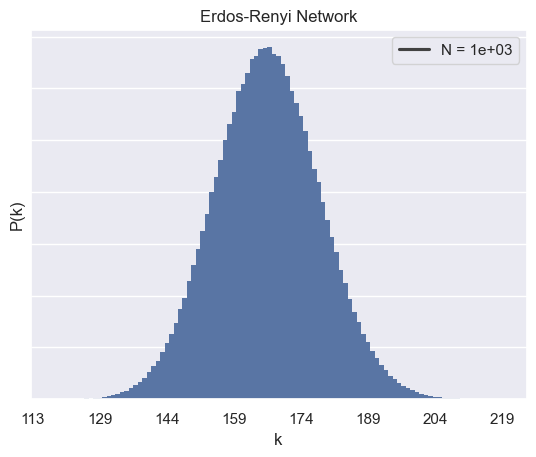 Erdos-Renyi Network
N = 1e+03
P(k)
113 129 144 159 174 189 204 219
k